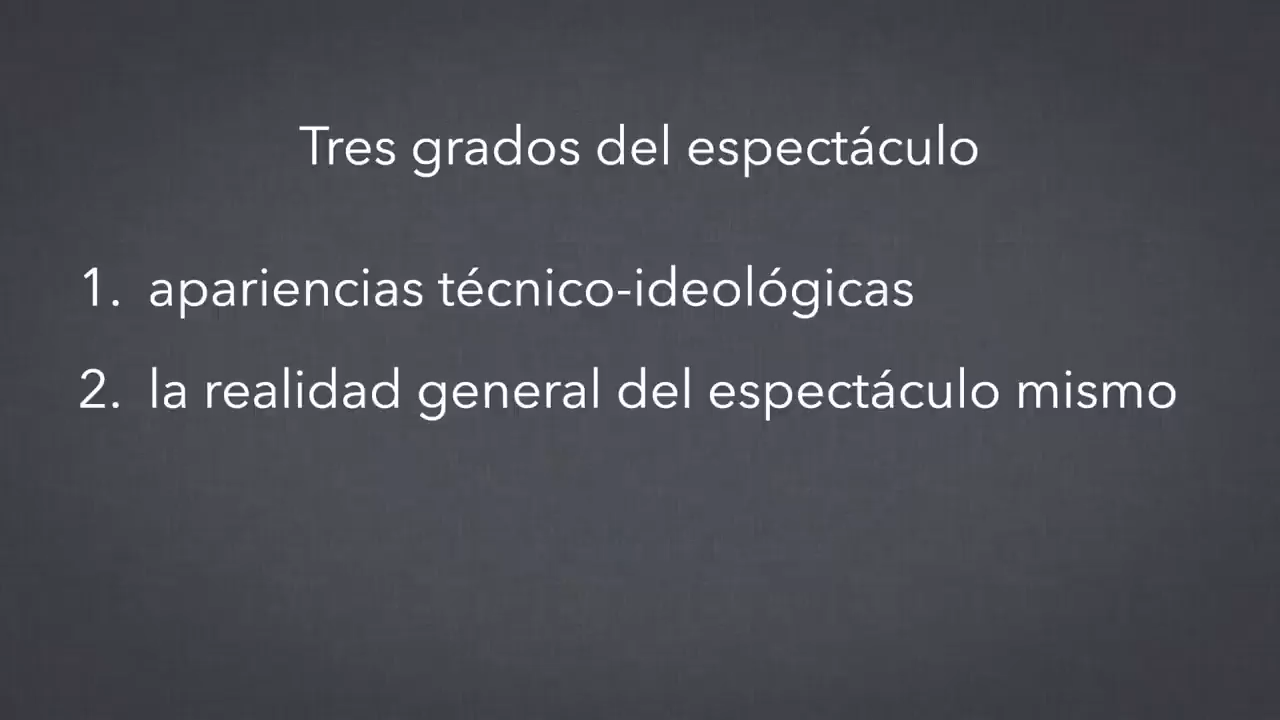 Tres grados del espectáculo
1. apariencias técnico-ideológicas
2. la realidad general del espectáculo mismo